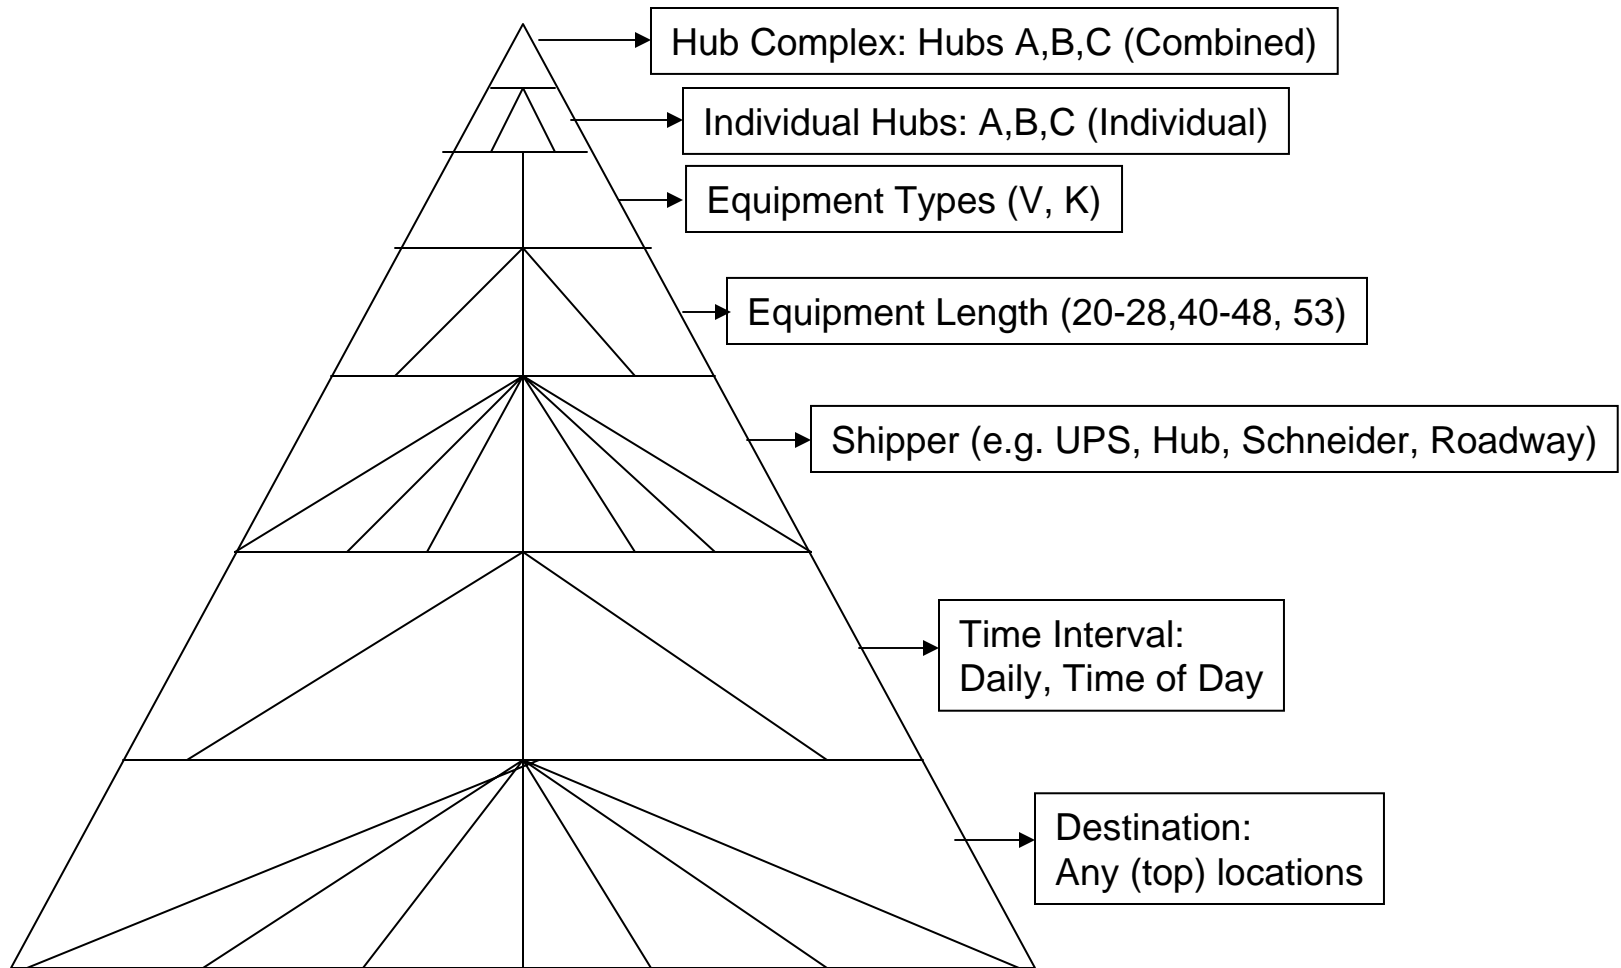 Hub Complex: Hubs A,B,C (Combined)
Individual Hubs: A,B,C (Individual)
Equipment Types (V, K)
Equipment Length (20-28,40-48, 53)
Shipper (e.g. UPS, Hub, Schneider, Roadway)
Time Interval:
Daily, Time of Day
Destination:
Any (top) locations